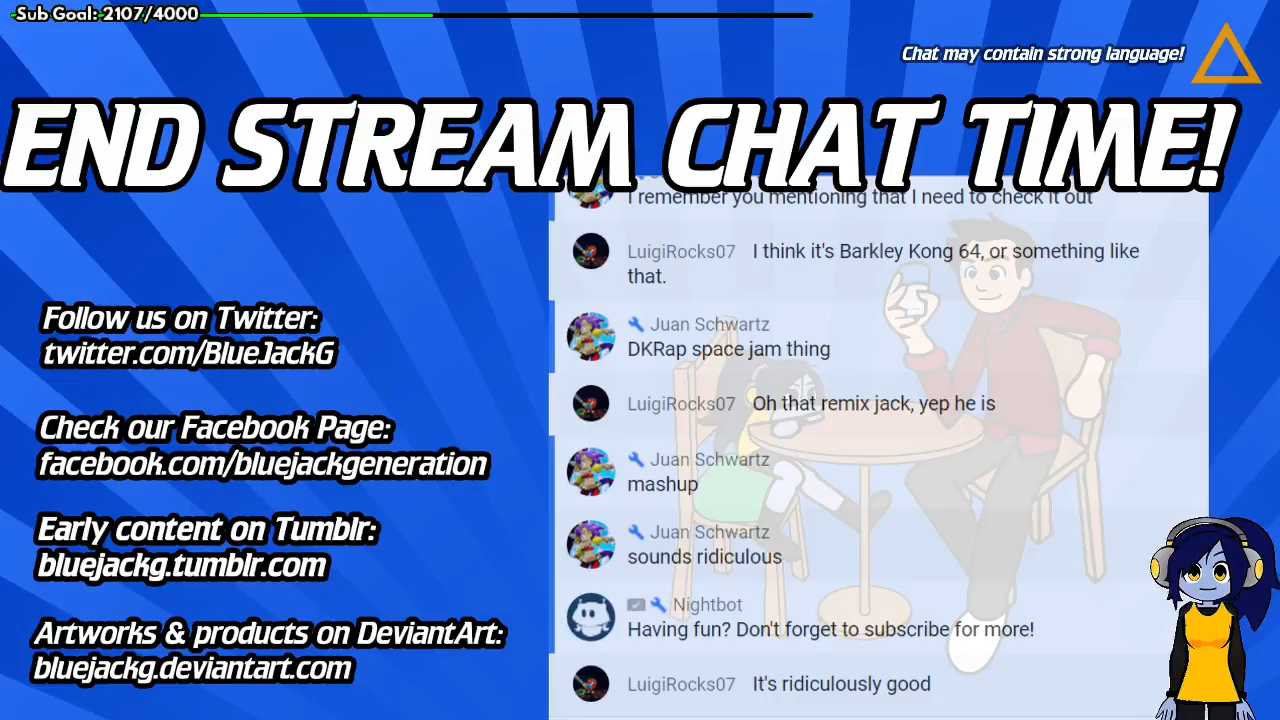 Sub Goal: 2107/4000
Chat may contain strong language!
END STREAM CHAT TIME!
I remember you mentioning that I need to check it out
LuigiRocks07 I think it's Barkley Kong 64, or something like
that.
Follow us on Twitter:
twitter.com/BlueJackG
Juan Schwartz
DKRap space jam thing
LuigiRocks07 Oh that remix jack, yep he is
Check our Facebook Page:
facebook.com/bluejackgeneration
Juan Schwartz
mashup
Early content on Tumblr:
bluejackg.tumblr.com
Juan Schwartz
sounds ridiculous
Artworks & products on DeviantArt:
bluejackg.deviantart.com
Nightbot
Having fun? Don't forget to subscribe for more!
LuigiRocks07 It's ridiculously good